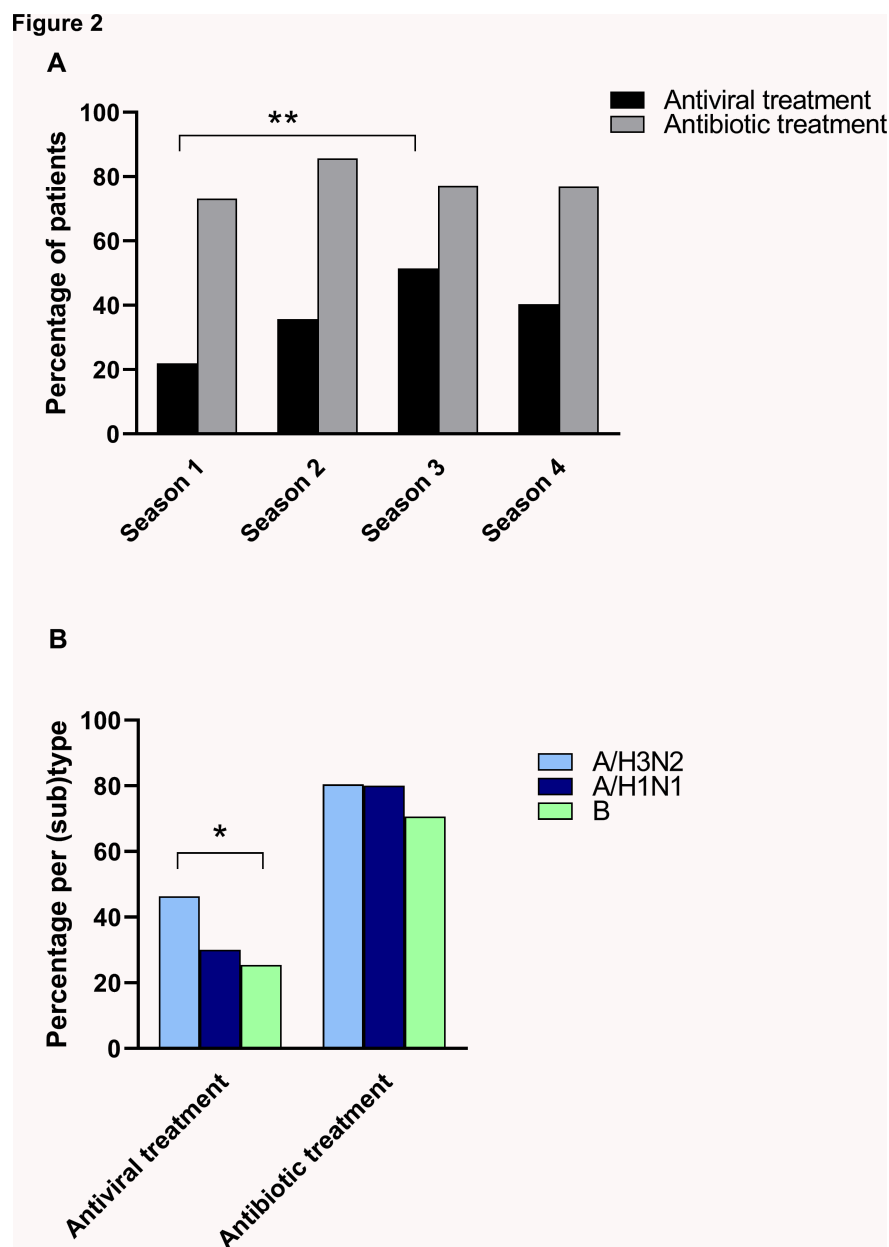 Figure 2
A
Antiviral treatment
Antibiotic treatment
**
Percentage of patients
100
80
60
40
20
0
Season 1
Season 2
Season 3
Season 4
B
Percentage per (sub)type
100
80
60
40
20
0
*
A/H3N2
A/H1N1
B
Antiviral treatment
Antibiotic treatment